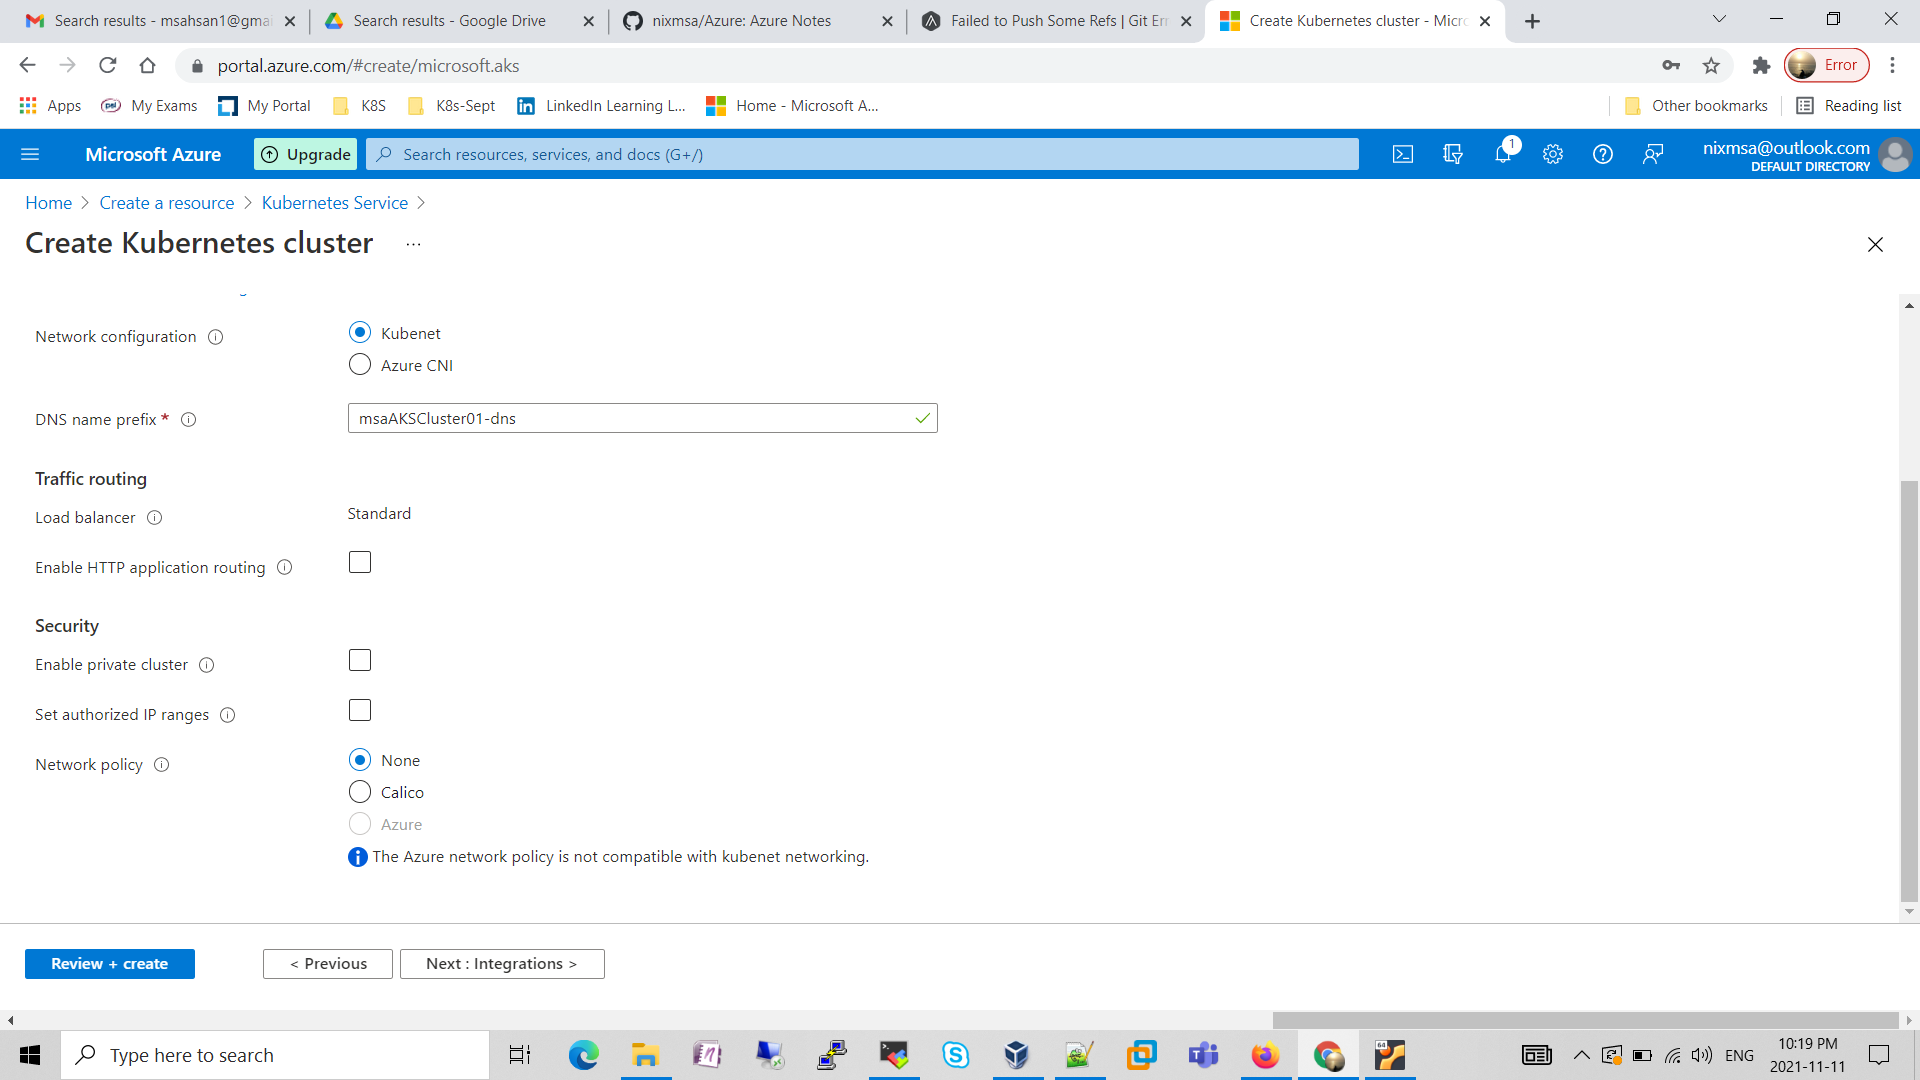 Search results - msahsan1@gmai
Search results - Google Drive
nixmsa/Azure: Azure Notes
Failed to Push Some Refs | Git Err
Create Kubernetes cluster - Micro
portal.azure.com/#create/microsoft.aks
Error
Apps
psi
My Exams
My Portal
K8S
K8s-Sept
LinkedIn Learning L...
Home - Microsoft A...
Other bookmarks
Reading list
Microsoft Azure
Upgrade
Search resources, services, and docs (G+/)
1
nixmsa@outlook.com
DEFAULT DIRECTORY
Home > Create a resource > Kubernetes Service >
Create Kubernetes cluster ...
Network configuration
Kubenet
Azure CNI
DNS name prefix *
msaAKSCluster01-dns
Traffic routing
Load balancer
Standard
Enable HTTP application routing
Security
Enable private cluster
Set authorized IP ranges
Network policy
None
Calico
Azure
The Azure network policy is not compatible with kubenet networking.
Review + create
< Previous
Next : Integrations >
Type here to search
64
ENG
10:19 PM
2021-11-11